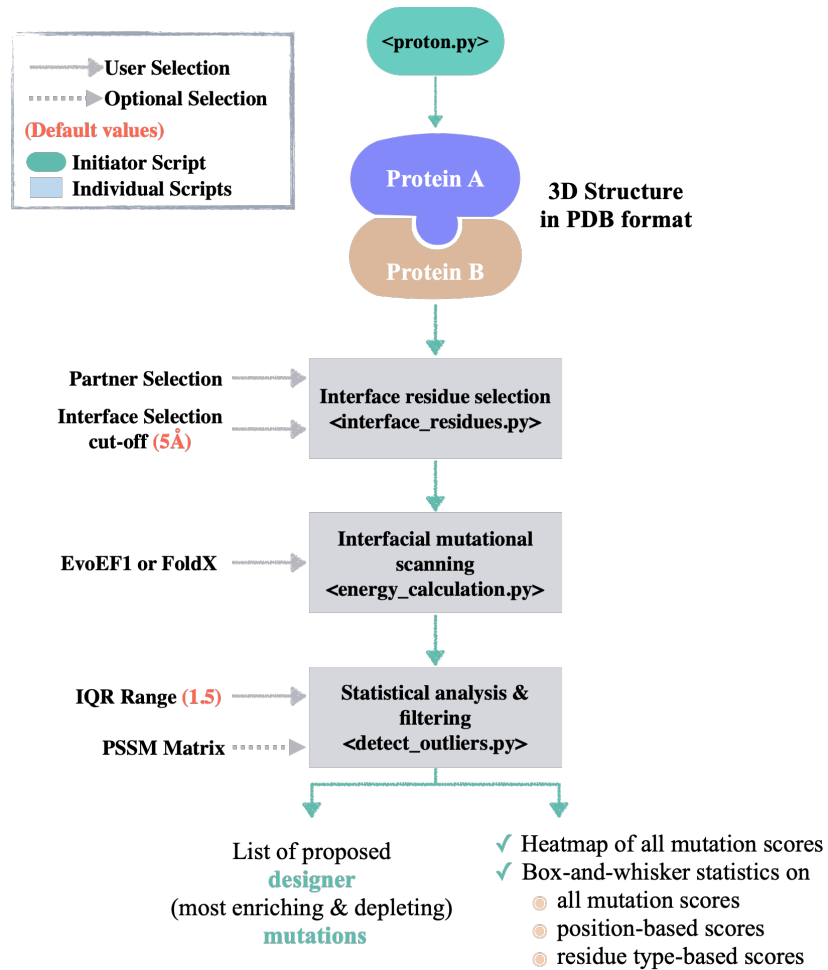 <proton.py>
User Selection
Optional Selection
(Default values)
Initiator Script
Individual Scripts
Protein A
Protein B
3D Structure
in PDB format
Partner Selection
Interface Selection
cut-off (5Å)
Interface residue selection
<interface_residues.py>
EvoEF1 or FoldX
Interfacial mutational
scanning
<energy_calculation.py>
IQR Range (1.5)
PSSM Matrix
Statistical analysis &
filtering
<detect_outliers.py>
List of proposed
designer
(most enriching & depleting)
mutations
✓ Heatmap of all mutation scores
✓ Box-and-whisker statistics on
all mutation scores
position-based scores
residue type-based scores